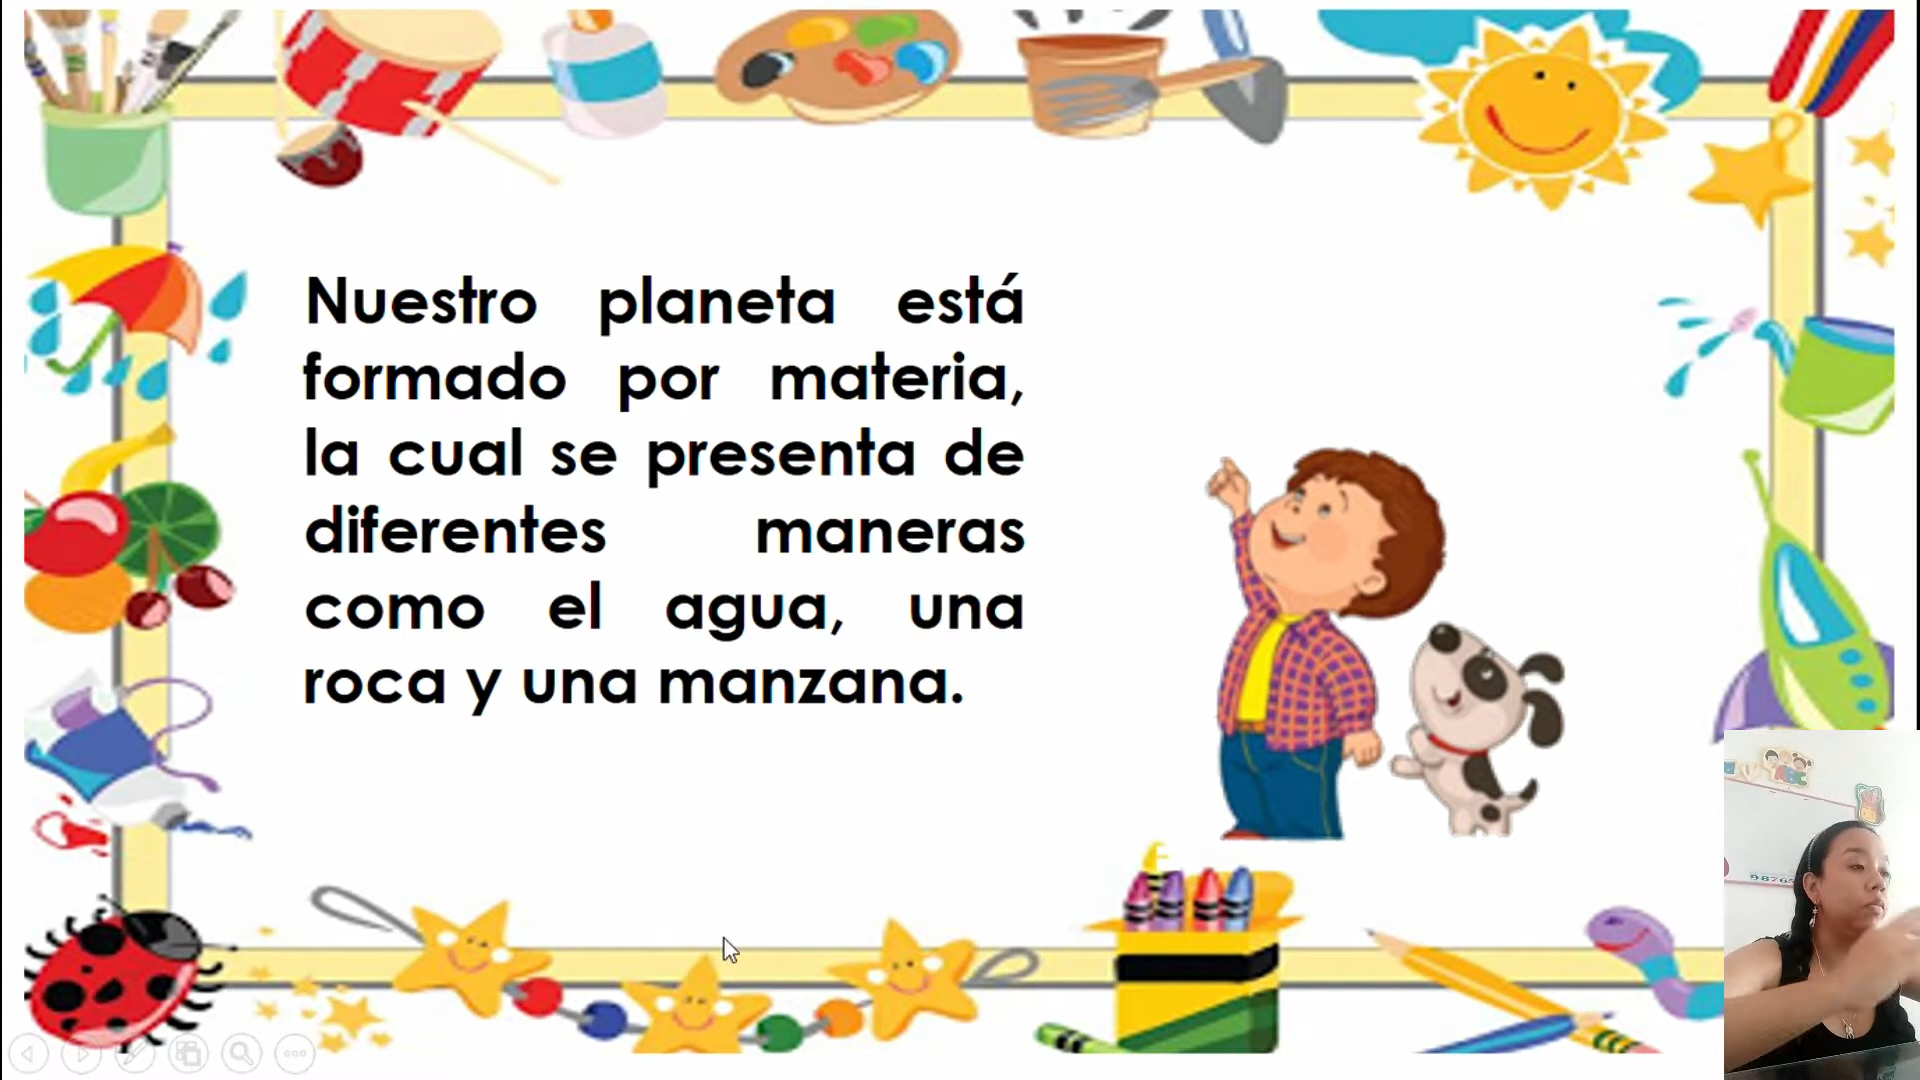 Nuestro planeta está
formado por materia,
la cual se presenta de
diferentes maneras
como el agua, una
roca y una manzana.
ABC